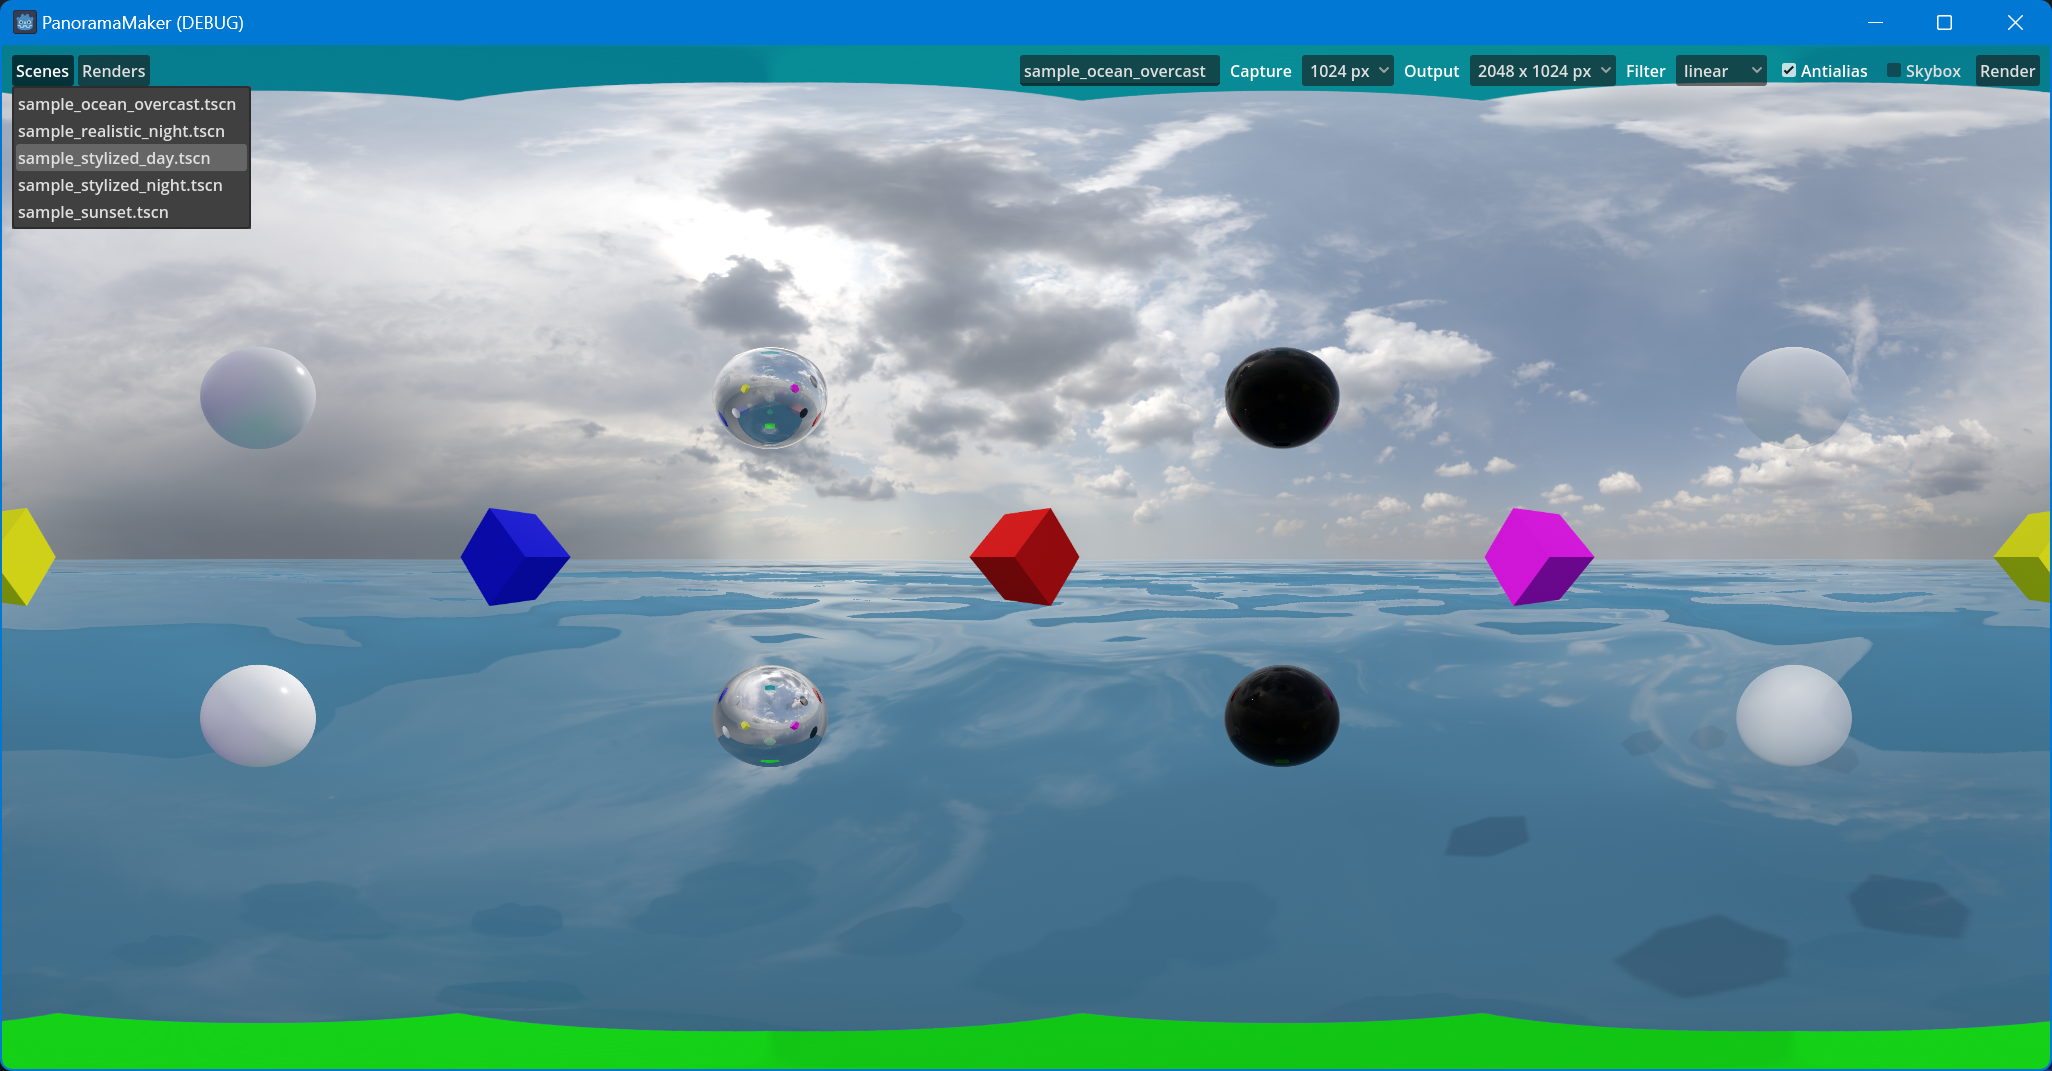 PanoramaMaker (DEBUG)
Scenes Renders sample_ocean_overcast Capture 1024 px Output 2048 x 1024 px Filter linear Antialias Skybox Render
sample_ocean_overcast.tscn
sample_realistic_night.tscn
sample_stylized_day.tscn
sample_stylized_night.tscn
sample_sunset.tscn